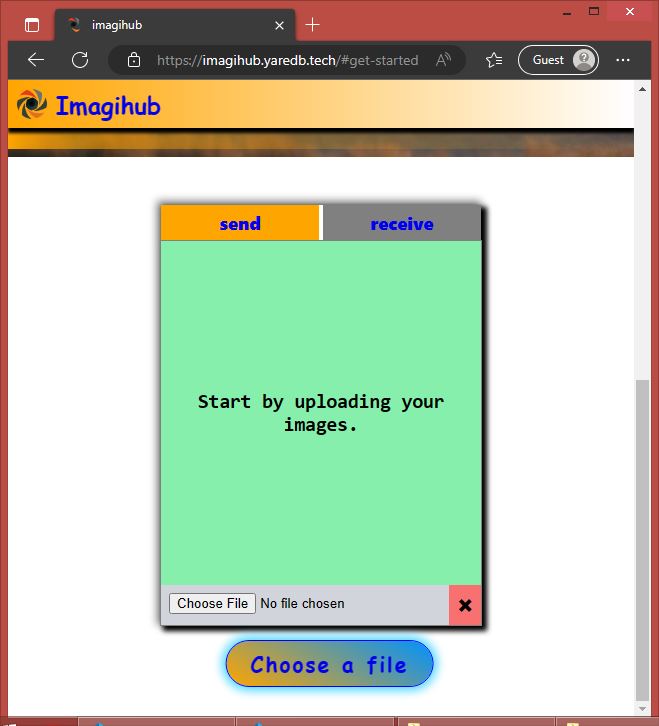 imagihub
https://imagihub.yaredb.tech/#get-started
Guest
Imagihub
send
receive
Start by uploading your
images.
Choose File No file chosen
Choose a file